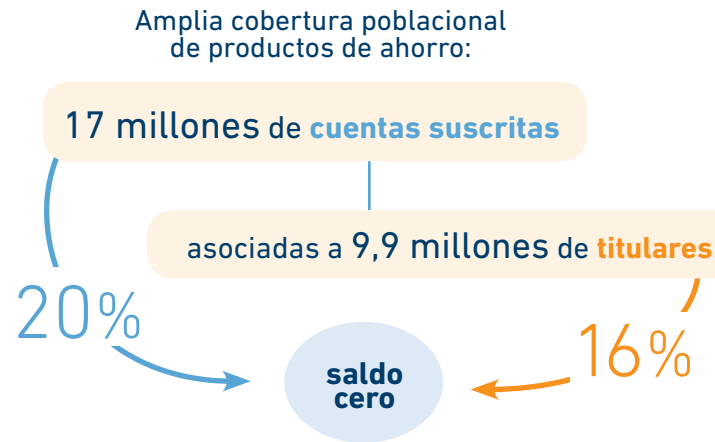 Amplia cobertura poblacional
de productos de ahorro:
17 millones de cuentas suscritas
asociadas a 9,9 millones de titulares
20%
16%
saldo
cero